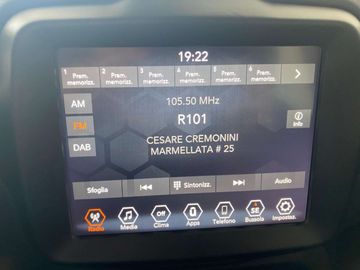 19:22
1 Prem. memorizz. 2 Prem. memorizz. 3 Prem. memorizz. 4 Prem. memorizz. 5 Prem. memorizz. 6 Prem. memorizz.
AM
105.50 MHz
FM
R101
Info
DAB
CESARE CREMONINI
MARMELLATA # 25
Sfoglia Sintonizz. Audio
Off SE
Radio Media Clima Apps Telefono Bussola Impostaz.